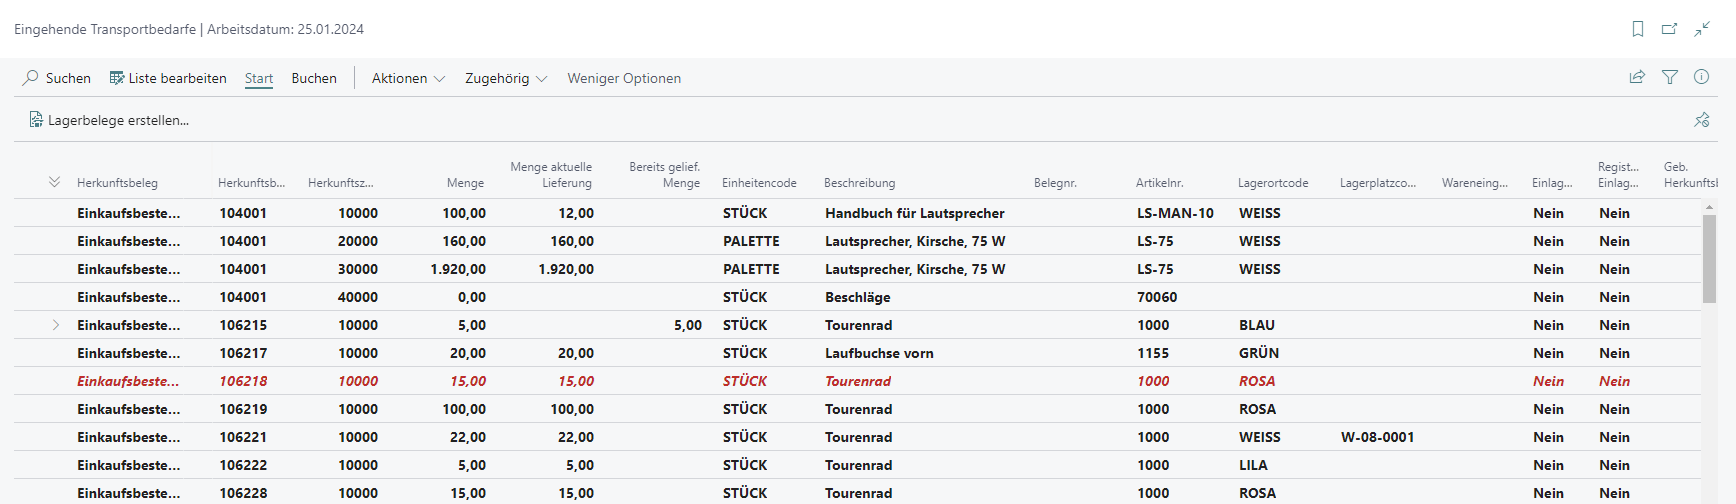 Eingehende Transportbedarfe | Arbeitsdatum: 25.01.2024
Suchen Liste bearbeiten Start Buchen Aktionen Zugehörig Weniger Optionen
Lagerbelege erstellen...
Herkunftsbeleg Herkunftsb... Herkunftsz... Menge Menge aktuelle Lieferung Bereits gelief. Menge Einheitencode Beschreibung Belegnr. Artikelnr. Lagerortcode Lagerplatzco... Wareneing... Einlag... Regist... Einlag... Geb. Herkunftsb
Einkaufsbeste... 104001 10000 100,00 12,00 STÜCK Handbuch für Lautsprecher LS-MAN-10 WEISS Nein Nein
Einkaufsbeste... 104001 20000 160,00 160,00 PALETTE Lautsprecher, Kirsche, 75 W LS-75 WEISS Nein Nein
Einkaufsbeste... 104001 30000 1.920,00 1.920,00 PALETTE Lautsprecher, Kirsche, 75 W LS-75 WEISS Nein Nein
Einkaufsbeste... 104001 40000 0,00 STÜCK Beschläge 70060 Nein Nein
Einkaufsbeste... 106215 10000 5,00 5,00 STÜCK Tourenrad 1000 BLAU Nein Nein
Einkaufsbeste... 106217 10000 20,00 20,00 STÜCK Laufbuchse vorn 1155 GRÜN Nein Nein
Einkaufsbeste... 106218 10000 15,00 15,00 STÜCK Tourenrad 1000 ROSA Nein Nein
Einkaufsbeste... 106219 10000 100,00 100,00 STÜCK Tourenrad 1000 ROSA Nein Nein
Einkaufsbeste... 106221 10000 22,00 22,00 STÜCK Tourenrad 1000 WEISS W-08-0001 Nein Nein
Einkaufsbeste... 106222 10000 5,00 5,00 STÜCK Tourenrad 1000 LILA Nein Nein
Einkaufsbeste... 106228 10000 15,00 15,00 STÜCK Tourenrad 1000 ROSA Nein Nein